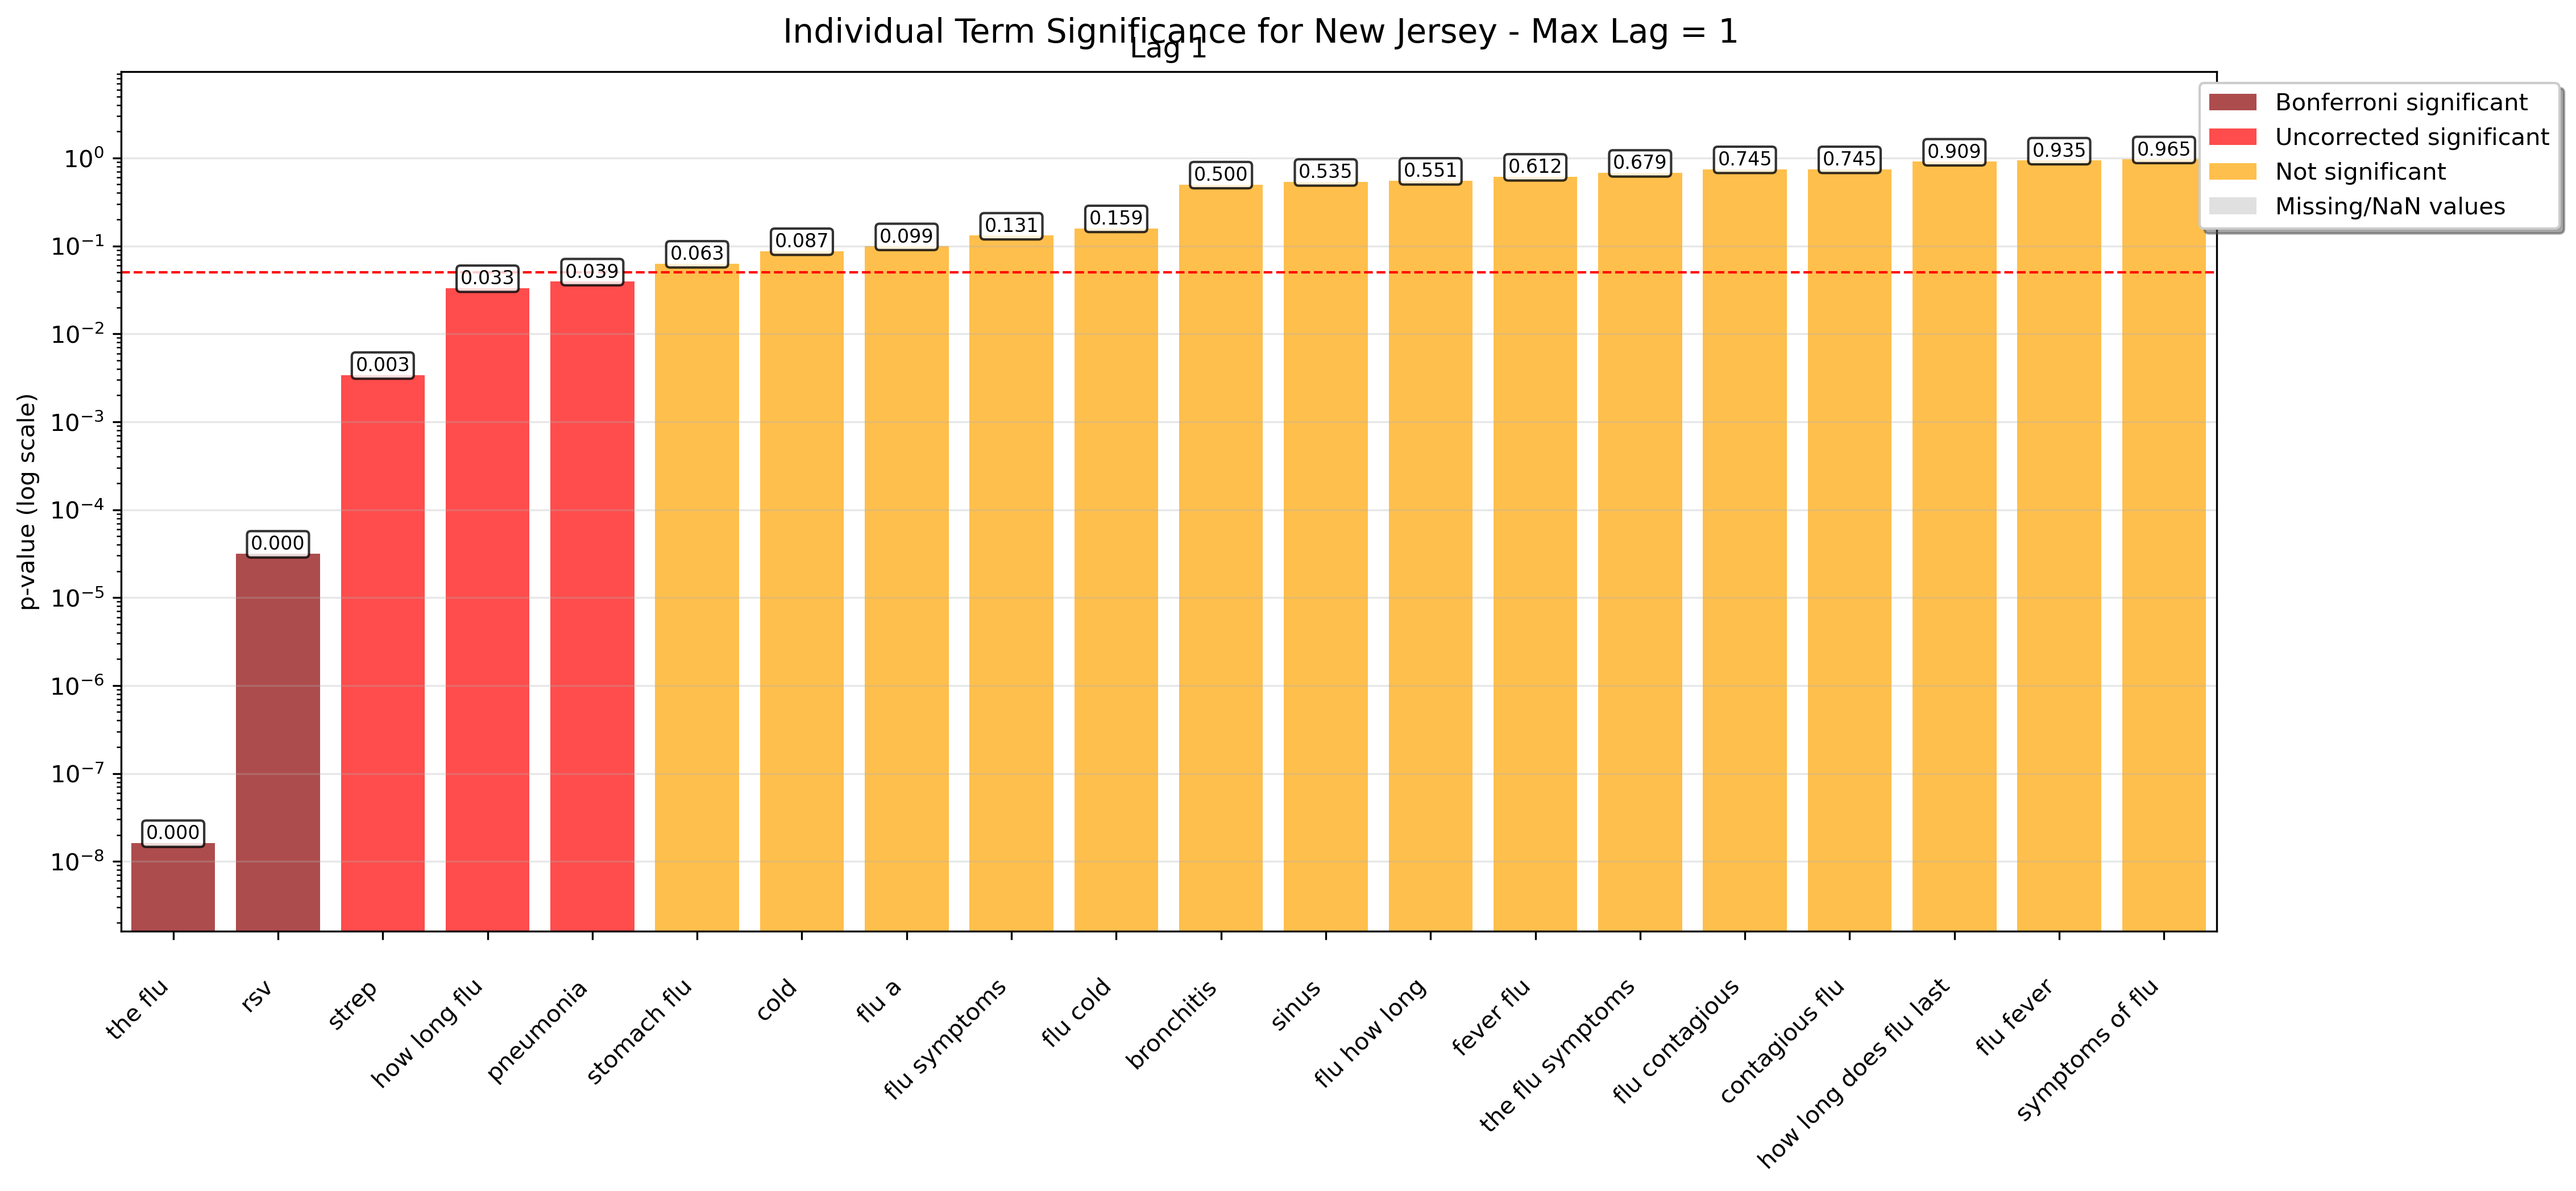 Individual Term Significance for New Jersey - Max Lag = 1
Lag 1
Bonferroni significant
Uncorrected significant
Not significant
Missing/NaN values
p-value (log scale)
10⁰
10⁻¹
10⁻²
10⁻³
10⁻⁴
10⁻⁵
10⁻⁶
10⁻⁷
10⁻⁸
0.000
0.000
0.003
0.033
0.039
0.063
0.087
0.099
0.131
0.159
0.500
0.535
0.551
0.612
0.679
0.745
0.745
0.909
0.935
0.965
the flu
rsv
strep
how long flu
pneumonia
stomach flu
cold
flu a
flu symptoms
flu cold
bronchitis
sinus
flu how long
fever flu
the flu symptoms
flu contagious
contagious flu
how long does flu last
flu fever
symptoms of flu